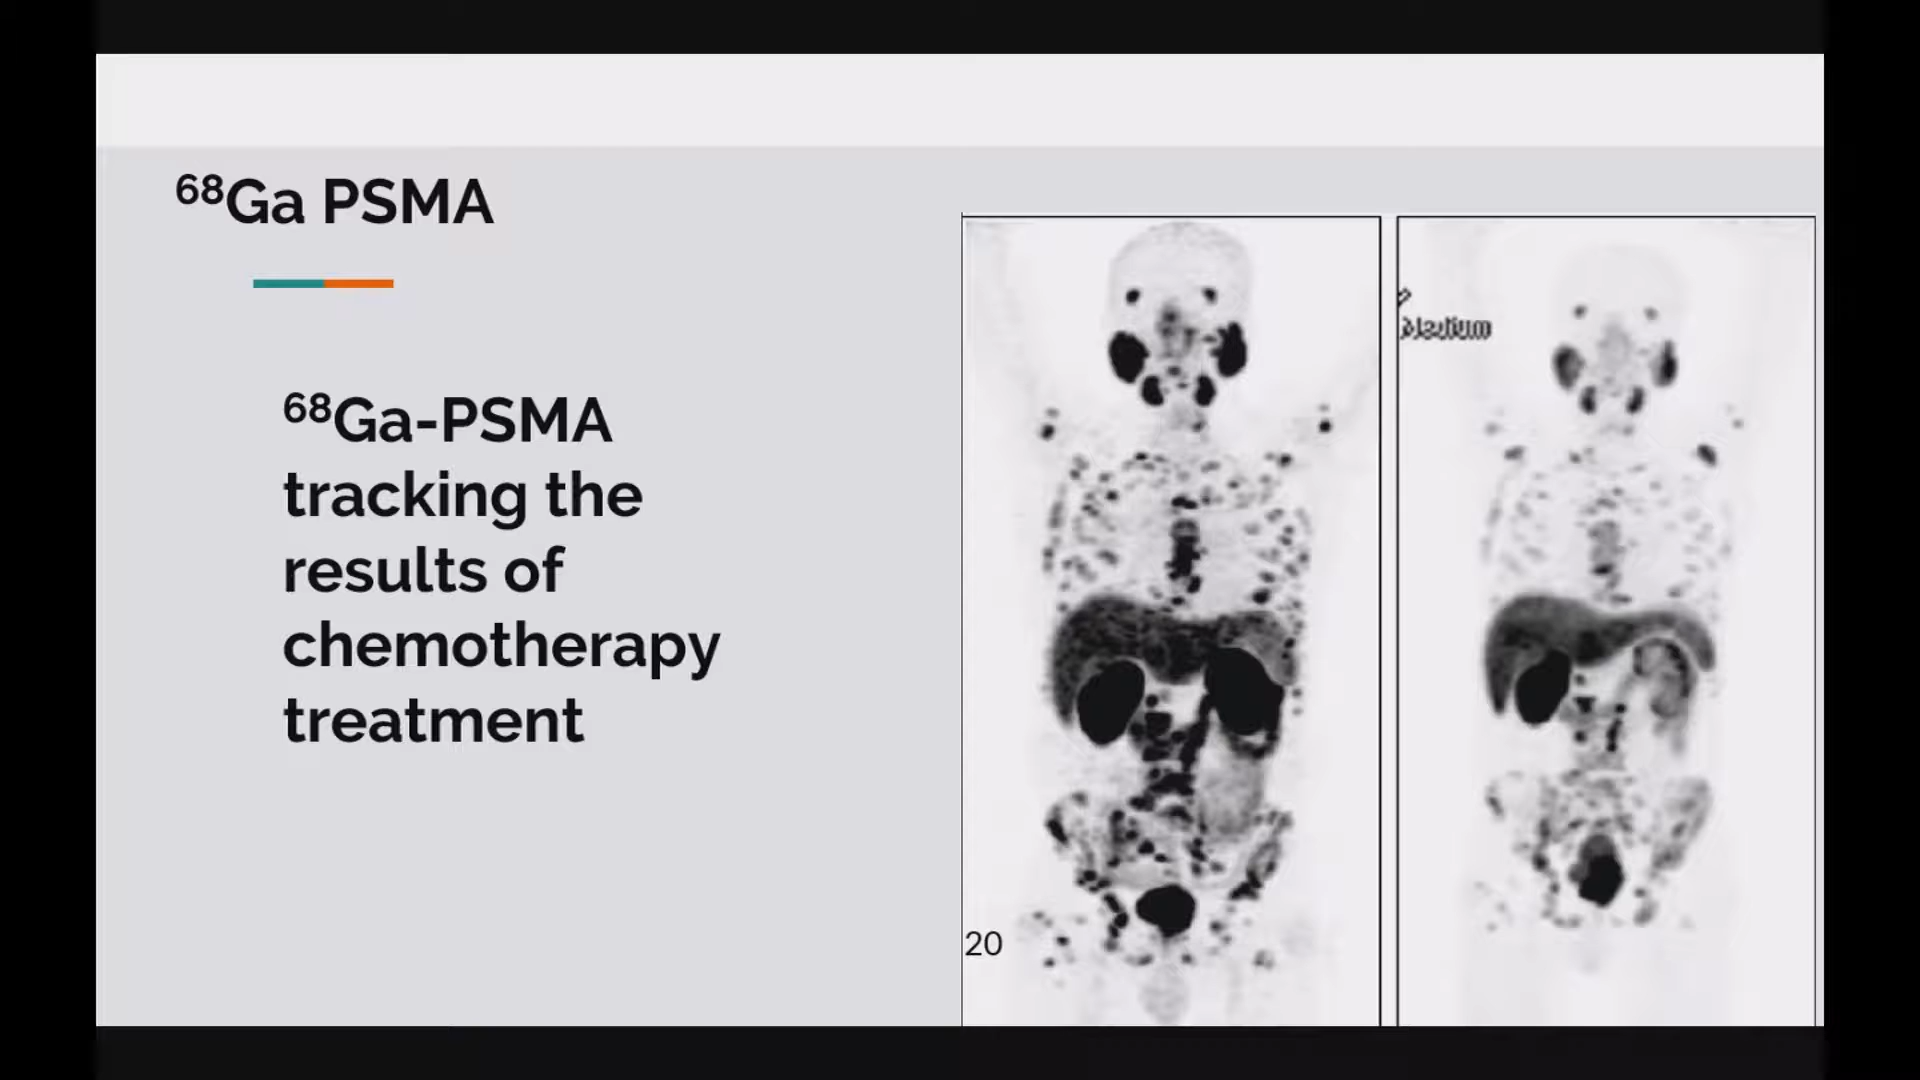 ⁶⁸Ga PSMA
⁶⁸Ga-PSMA
tracking the
results of
chemotherapy
treatment
20